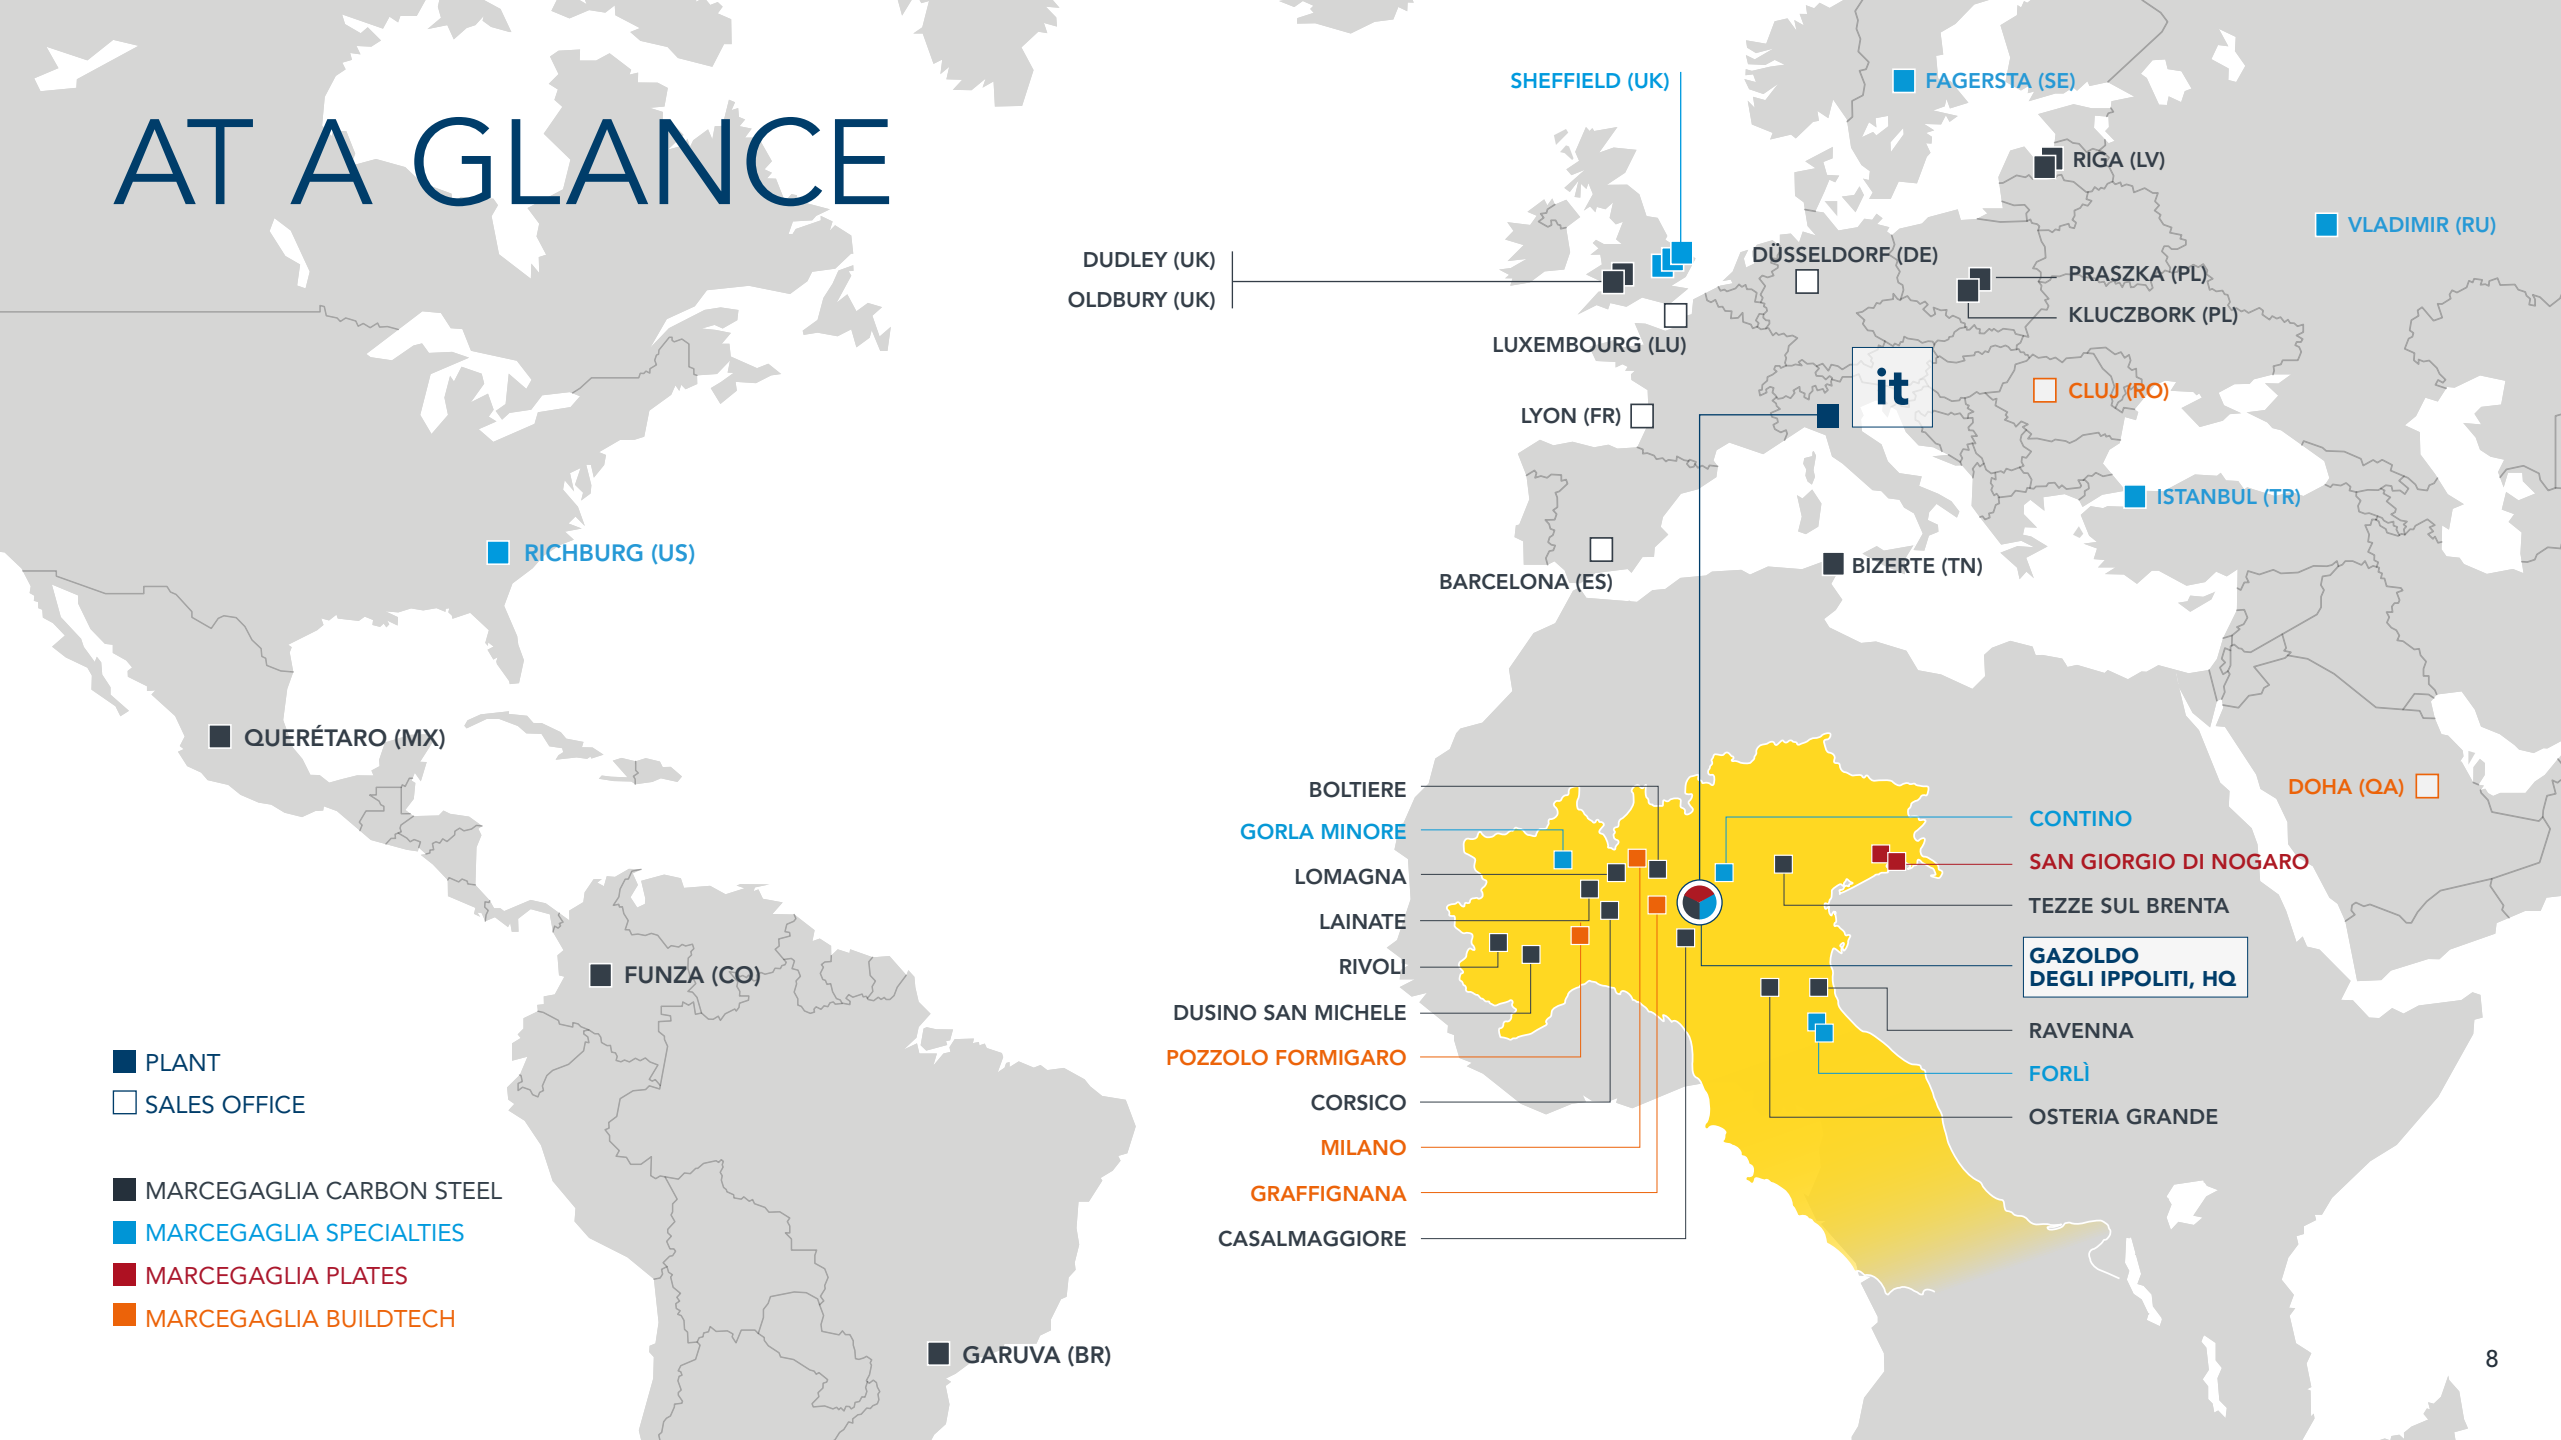 AT A GLANCE
SHEFFIELD (UK)
FAGERSTA (SE)
RIGA (LV)
VLADIMIR (RU)
DUDLEY (UK)
OLDBURY (UK)
DÜSSELDORF (DE)
PRASZKA (PL)
KLUCZBORK (PL)
LUXEMBOURG (LU)
it
CLUJ (RO)
LYON (FR)
ISTANBUL (TR)
RICHBURG (US)
BARCELONA (ES)
BIZERTE (TN)
QUERÉTARO (MX)
DOHA (QA)
BOLTIERE
GORLA MINORE
LOMAGNA
LAINATE
RIVOLI
DUSINO SAN MICHELE
POZZOLO FORMIGARO
CORSICO
MILANO
GRAFFIGNANA
CASALMAGGIORE
CONTINO
SAN GIORGIO DI NOGARO
TEZZE SUL BRENTA
GAZOLDO
DEGLI IPPOLITI, HQ
RAVENNA
FORLÌ
OSTERIA GRANDE
FUNZA (CO)
GARUVA (BR)
PLANT
SALES OFFICE
MARCEGAGLIA CARBON STEEL
MARCEGAGLIA SPECIALTIES
MARCEGAGLIA PLATES
MARCEGAGLIA BUILDTECH
8